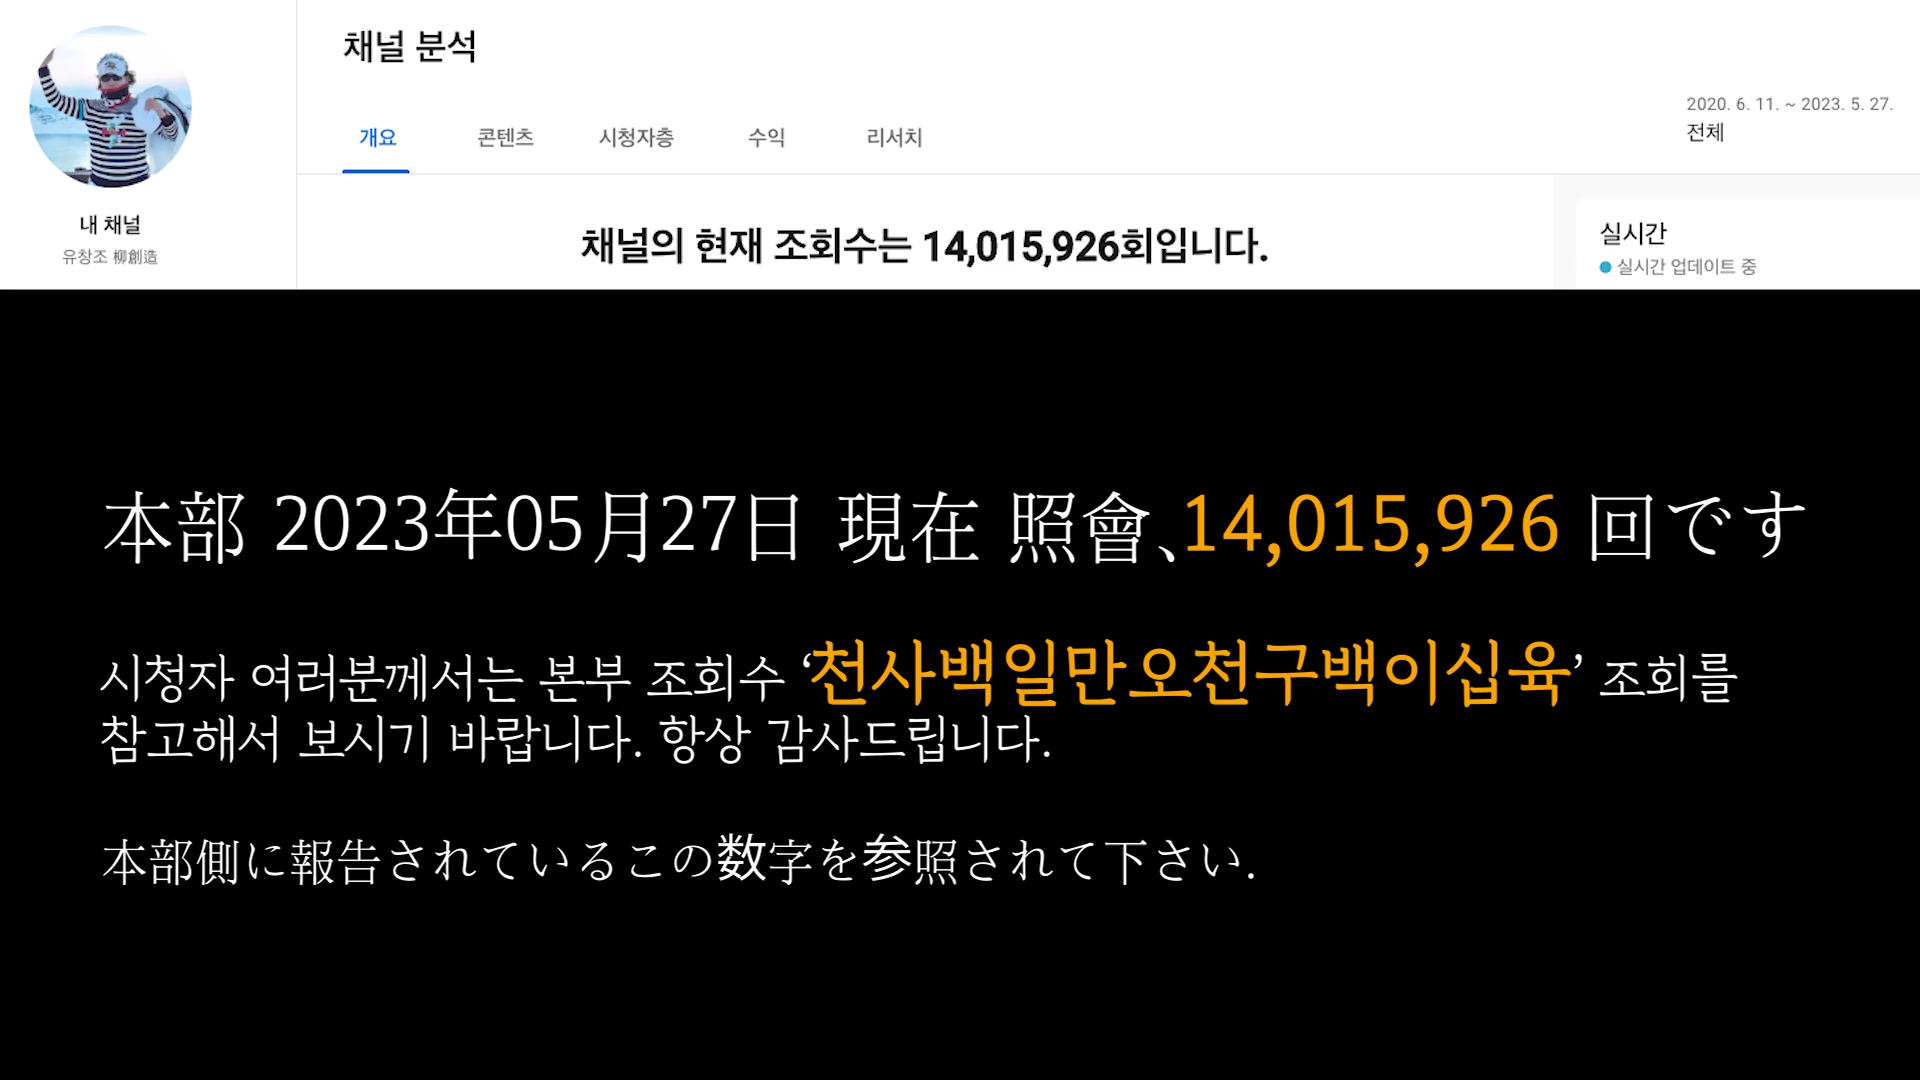 채널 분석
2020. 6. 11. ~ 2023. 5. 27.
전체
개요 콘텐츠 시청자층 수익 리서치
내 채널
유창조 柳創造
채널의 현재 조회수는 14,015,926회입니다.
실시간
실시간 업데이트 중
本部 2023年05月27日 現在 照會、14,015,926 回です
시청자 여러분께서는 본부 조회수 ‘천사백일만오천구백이십육’ 조회를
참고해서 보시기 바랍니다. 항상 감사드립니다.
本部側に報告されているこの数字を参照されて下さい.